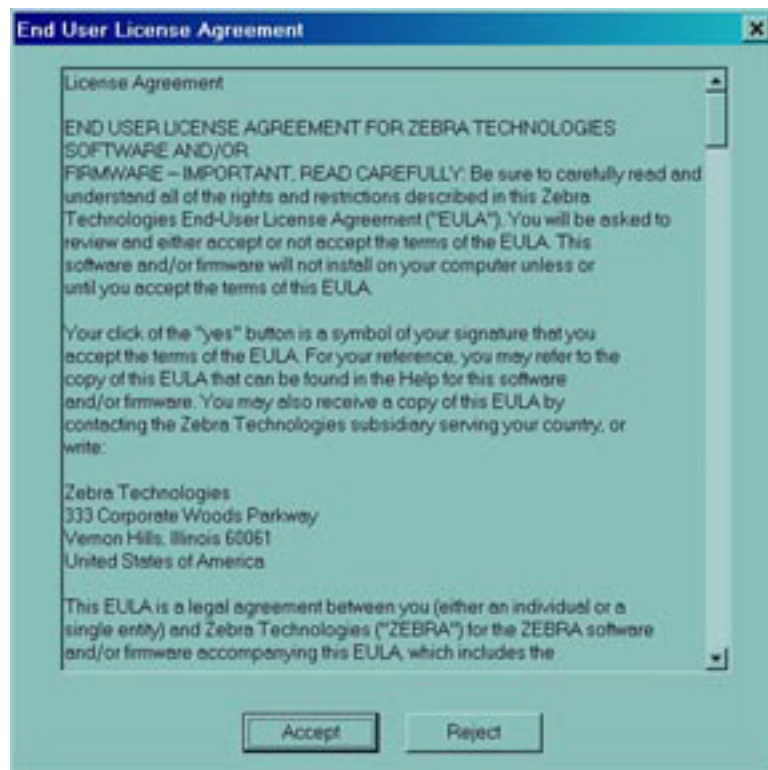 End User License Agreement
License Agreement
END USER LICENSE AGREEMENT FOR ZEBRA TECHNOLOGIES
SOFTWARE AND/OR
FIRMWARE – IMPORTANT, READ CAREFULLY: Be sure to carefully read and
understand all of the rights and restrictions described in this Zebra
Technologies End-User License Agreement ("EULA"). You will be asked to
review and either accept or not accept the terms of the EULA. This
software and/or firmware will not install on your computer unless or
until you accept the terms of this EULA.
Your click of the "yes" button is a symbol of your signature that you
accept the terms of the EULA. For your reference, you may refer to the
copy of this EULA that can be found in the Help for this software
and/or firmware. You may also receive a copy of this EULA by
contacting the Zebra Technologies subsidiary serving your country, or
write:
Zebra Technologies
333 Corporate Woods Parkway
Vernon Hills, Illinois 60061
United States of America
This EULA is a legal agreement between you (either an individual or a
single entity) and Zebra Technologies ("ZEBRA") for the ZEBRA software
and/or firmware accompanying this EULA, which includes the
Accept Reject